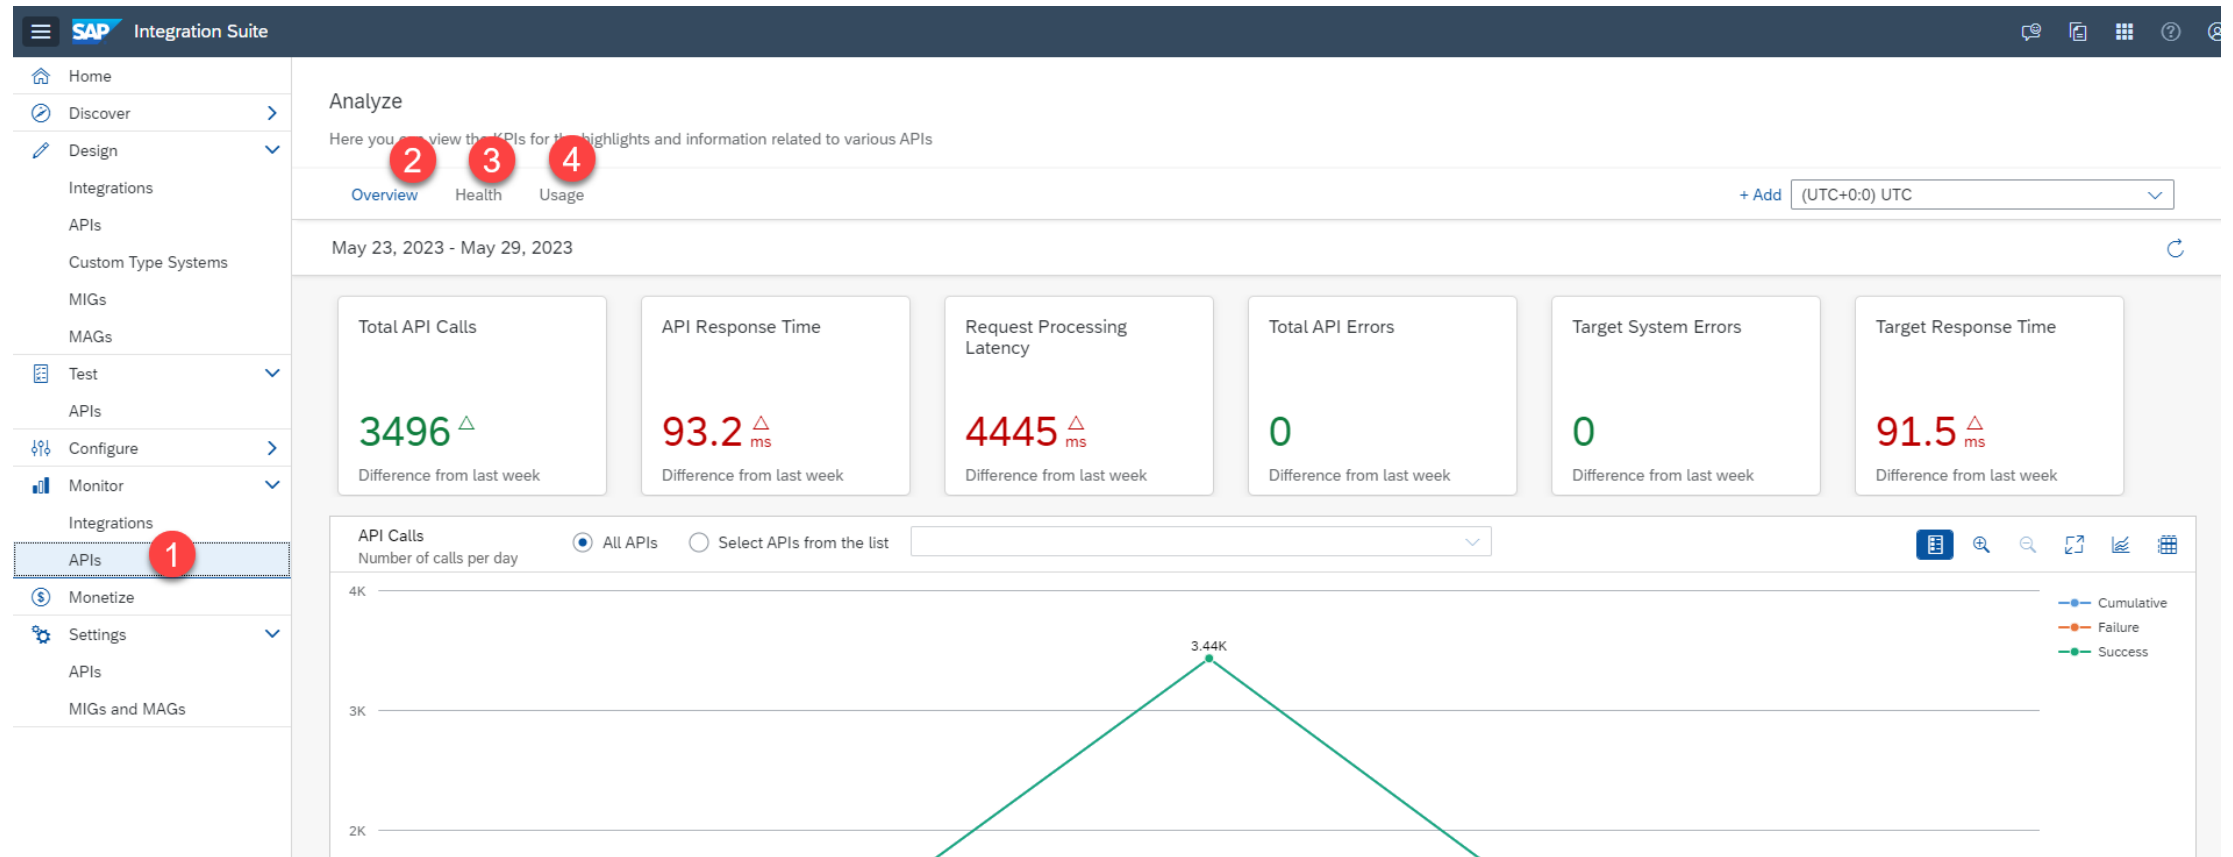 SAP Integration Suite
Home
Discover
Design
Integrations
APIs
Custom Type Systems
MIGs
MAGs
Test
APIs
Configure
Monitor
Integrations
APIs 1
Monetize
Settings
APIs
MIGs and MAGs
Analyze
Here you view the KPIs for highlights and information related to various APIs
2 3 4
Overview Health Usage
+ Add (UTC+0:0) UTC
May 23, 2023 - May 29, 2023
Total API Calls
3496
Difference from last week
API Response Time
93.2 ms
Difference from last week
Request Processing
Latency
4445 ms
Difference from last week
Total API Errors
0
Difference from last week
Target System Errors
0
Difference from last week
Target Response Time
91.5 ms
Difference from last week
API Calls
Number of calls per day
All APIs Select APIs from the list
4K
3K
2K
3.44K
Cumulative
Failure
Success